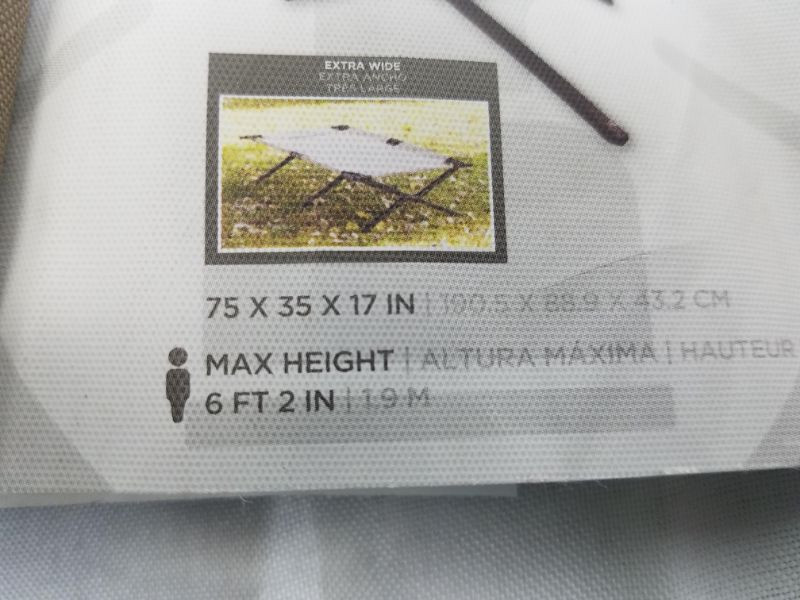 EXTRA WIDE
EXTRA ANCHO
TRÈS LARGE
75 X 35 X 17 IN | 190.5 X 88.9 X 43.2 CM
MAX HEIGHT | ALTURA MÁXIMA | HAUTEUR
6 FT 2 IN | 1.9 M